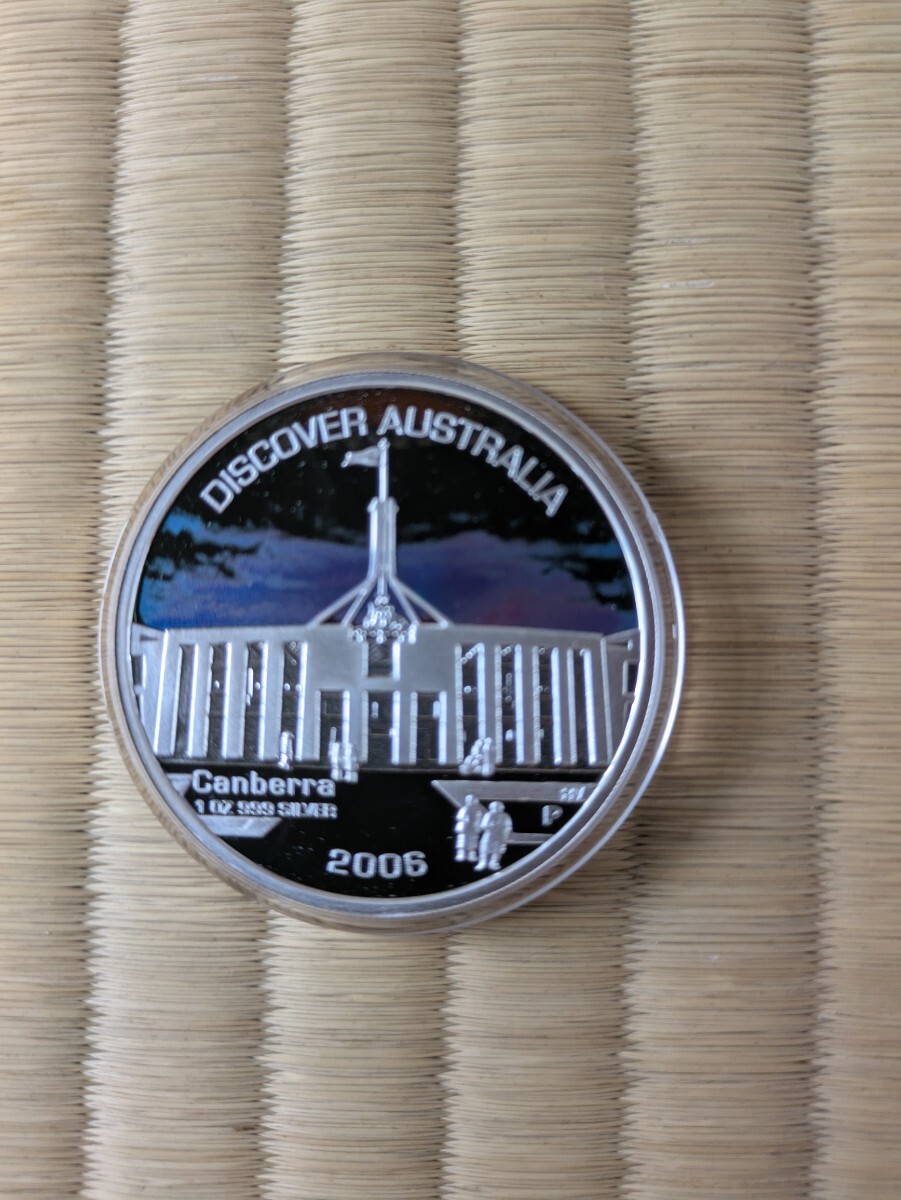 DISCOVER AUSTRALIA
Canberra
1 OZ 999 SILVER
P
2006